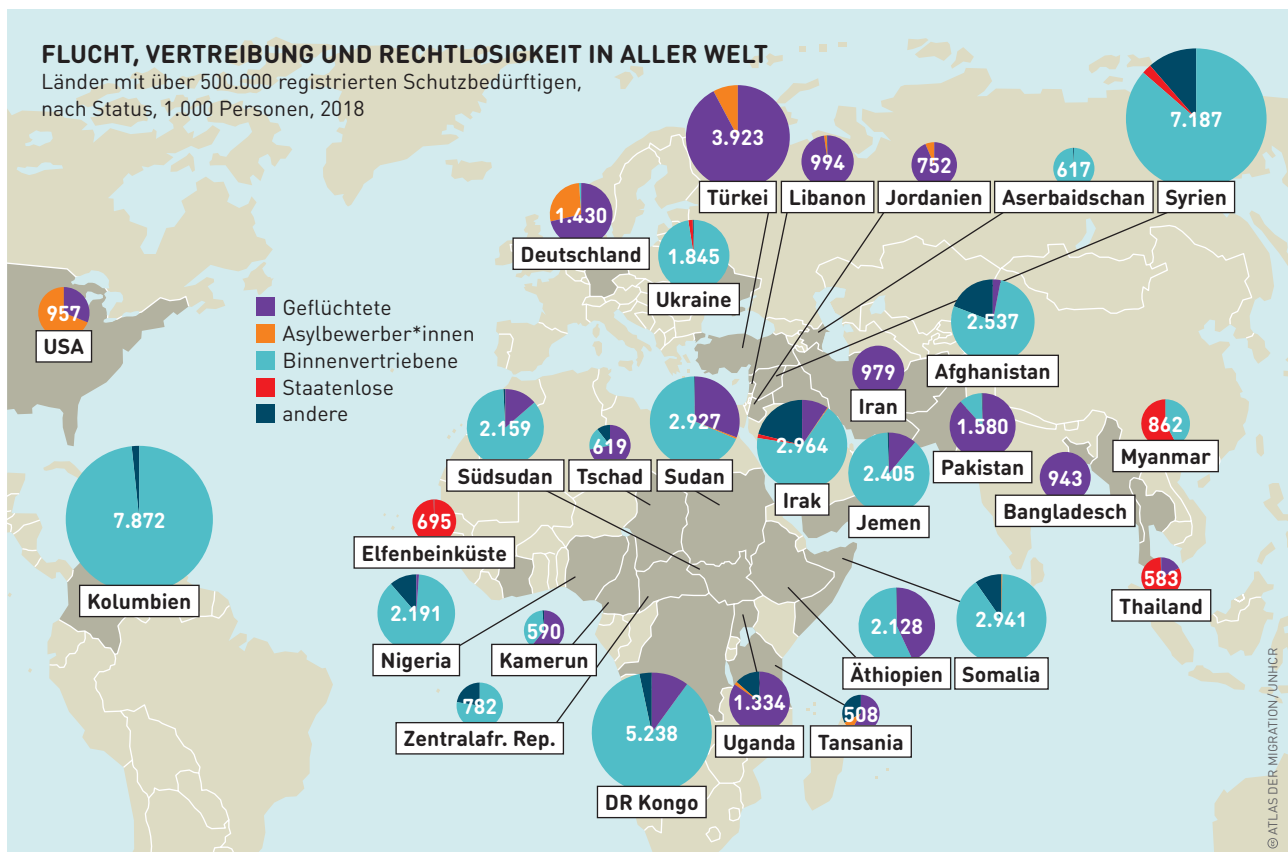 FLUCHT, VERTREIBUNG UND RECHTLOSIGKEIT IN ALLER WELT
Länder mit über 500.000 registrierten Schutzbedürftigen,
nach Status, 1.000 Personen, 2018
3.923
Türkei
994
Libanon
752
Jordanien
617
Aserbaidschan
7.187
Syrien
1.430
Deutschland
1.845
Ukraine
957
USA
Geflüchtete
Asylbewerber*innen
Binnenvertriebene
Staatenlose
andere
2.537
Afghanistan
979
Iran
2.159
Südsudan
619
Tschad
2.927
Sudan
2.964
Irak
2.405
Jemen
1.580
Pakistan
943
Bangladesch
862
Myanmar
7.872
Kolumbien
695
Elfenbeinküste
583
Thailand
2.191
Nigeria
590
Kamerun
2.128
Äthiopien
2.941
Somalia
782
Zentralafr. Rep.
5.238
DR Kongo
1.334
Uganda
508
Tansania
© ATLAS DER MIGRATION / UNHCR